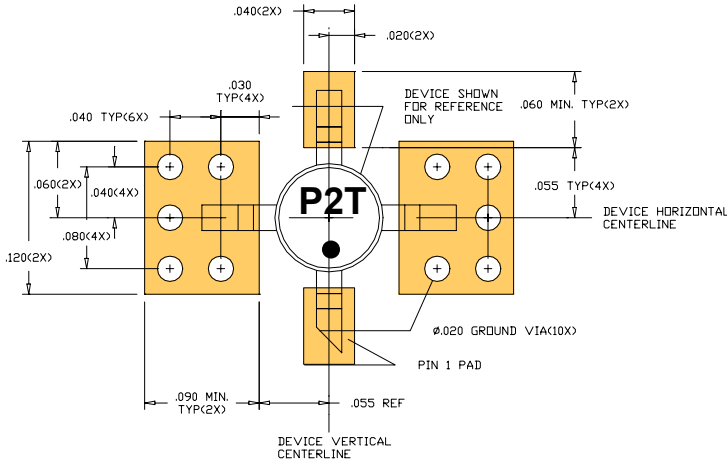 .040(2X)
.020(2X)
.030
TYP(4X)
.040 TYP(6X)
DEVICE SHOWN
FOR REFERENCE
ONLY
.060 MIN. TYP(2X)
.060(2X)
.040(4X)
.055 TYP(4X)
P2T
DEVICE HORIZONTAL
CENTERLINE
.080(4X)
.120(2X)
Ø.020 GROUND VIA(10X)
PIN 1 PAD
.090 MIN.
TYP(2X)
.055 REF
DEVICE VERTICAL
CENTERLINE